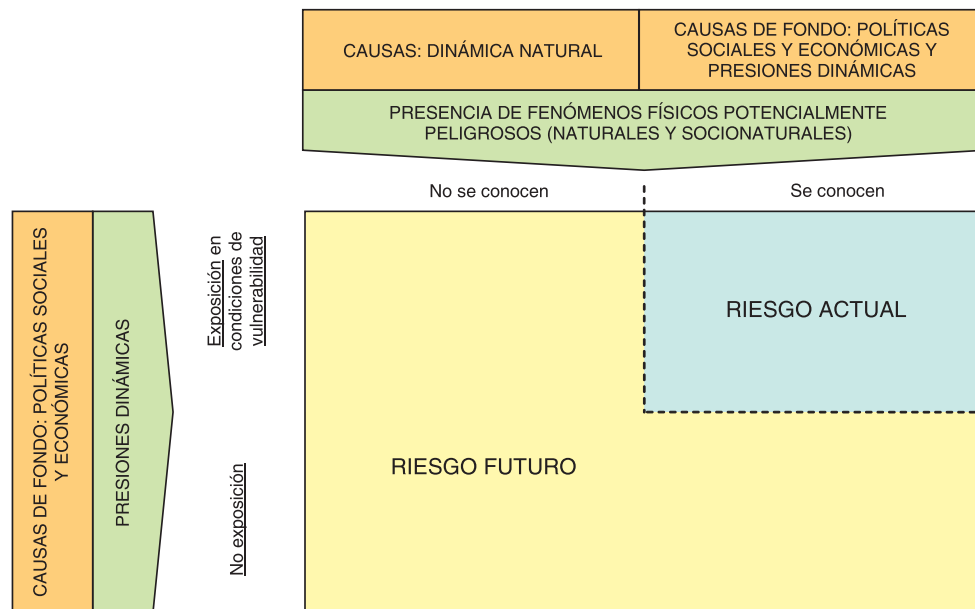 CAUSAS: DINÁMICA NATURAL
CAUSAS DE FONDO: POLÍTICAS
SOCIALES Y ECONÓMICAS Y
PRESIONES DINÁMICAS
PRESENCIA DE FENÓMENOS FÍSICOS POTENCIALMENTE
PELIGROSOS (NATURALES Y SOCIONATURALES)
No se conocen
Se conocen
CAUSAS DE FONDO: POLÍTICAS SOCIALES
Y ECONÓMICAS
PRESIONES DINÁMICAS
Exposición en
condiciones de
vulnerabilidad
No exposición
RIESGO ACTUAL
RIESGO FUTURO